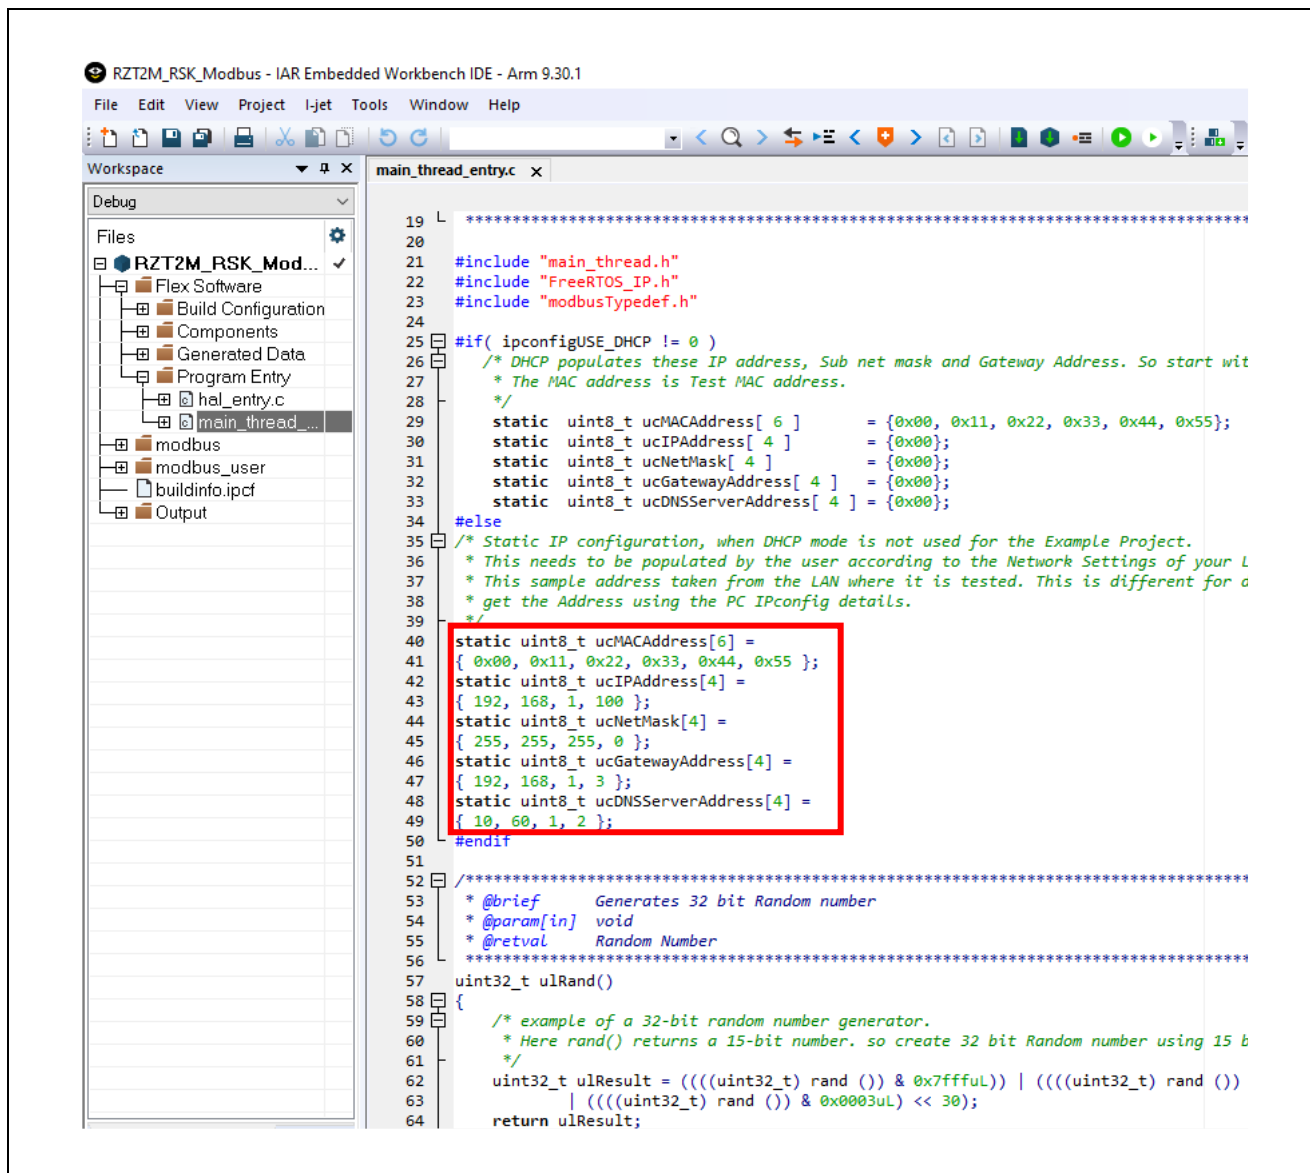 RZT2M_RSK_Modbus - IAR Embedded Workbench IDE - Arm 9.30.1
File Edit View Project I-jet Tools Window Help
Workspace
main_thread_entry.c
Debug
Files
RZT2M_RSK_Mod...
Flex Software
Build Configuration
Components
Generated Data
Program Entry
hal_entry.c
main_thread_...
modbus
modbus_user
buildinfo.ipcf
Output
19 ************************************************************************************
20
21 #include "main_thread.h"
22 #include "FreeRTOS_IP.h"
23 #include "modbusTypedef.h"
24
25 #if( ipconfigUSE_DHCP != 0 )
26 /* DHCP populates these IP address, Sub net mask and Gateway Address. So start wit
27 * The MAC address is Test MAC address.
28 */
29 static uint8_t ucMACAddress[ 6 ] = {0x00, 0x11, 0x22, 0x33, 0x44, 0x55};
30 static uint8_t ucIPAddress[ 4 ] = {0x00};
31 static uint8_t ucNetMask[ 4 ] = {0x00};
32 static uint8_t ucGatewayAddress[ 4 ] = {0x00};
33 static uint8_t ucDNSServerAddress[ 4 ] = {0x00};
34 #else
35 /* Static IP configuration, when DHCP mode is not used for the Example Project.
36 * This needs to be populated by the user according to the Network Settings of your L
37 * This sample address taken from the LAN where it is tested. This is different for
38 * get the Address using the PC IPconfig details.
39 */
40 static uint8_t ucMACAddress[6] =
41 { 0x00, 0x11, 0x22, 0x33, 0x44, 0x55 };
42 static uint8_t ucIPAddress[4] =
43 { 192, 168, 1, 100 };
44 static uint8_t ucNetMask[4] =
45 { 255, 255, 255, 0 };
46 static uint8_t ucGatewayAddress[4] =
47 { 192, 168, 1, 3 };
48 static uint8_t ucDNSServerAddress[4] =
49 { 10, 60, 1, 2 };
50 #endif
51
52 /************************************************************************************
53 * @brief Generates 32 bit Random number
54 * @param[in] void
55 * @retval Random Number
56 ************************************************************************************
57 uint32_t ulRand()
58 {
59 /* example of a 32-bit random number generator.
60 * Here rand() returns a 15-bit number. so create 32 bit Random number using 15 b
61 */
62 uint32_t ulResult = ((((uint32_t) rand ()) & 0x7fffuL)) | ((((uint32_t) rand ())
63 | ((((uint32_t) rand ()) & 0x0003uL) << 30);
64 return ulResult;